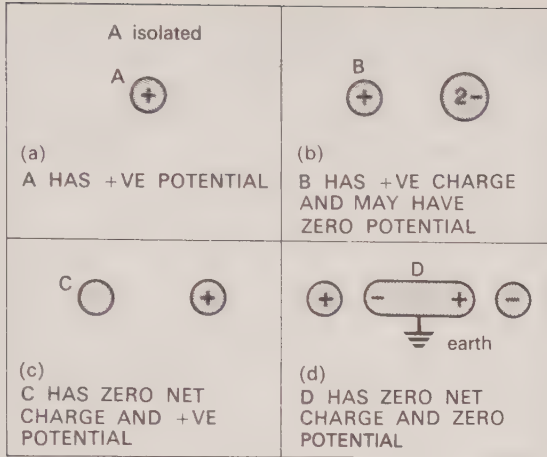 A isolated
A
+
(a)
A HAS +VE POTENTIAL
B
+ 2-
(b)
B HAS +VE CHARGE
AND MAY HAVE
ZERO POTENTIAL
C
+
(c)
C HAS ZERO NET
CHARGE AND +VE
POTENTIAL
D
+ - + -
earth
(d)
D HAS ZERO NET
CHARGE AND ZERO
POTENTIAL